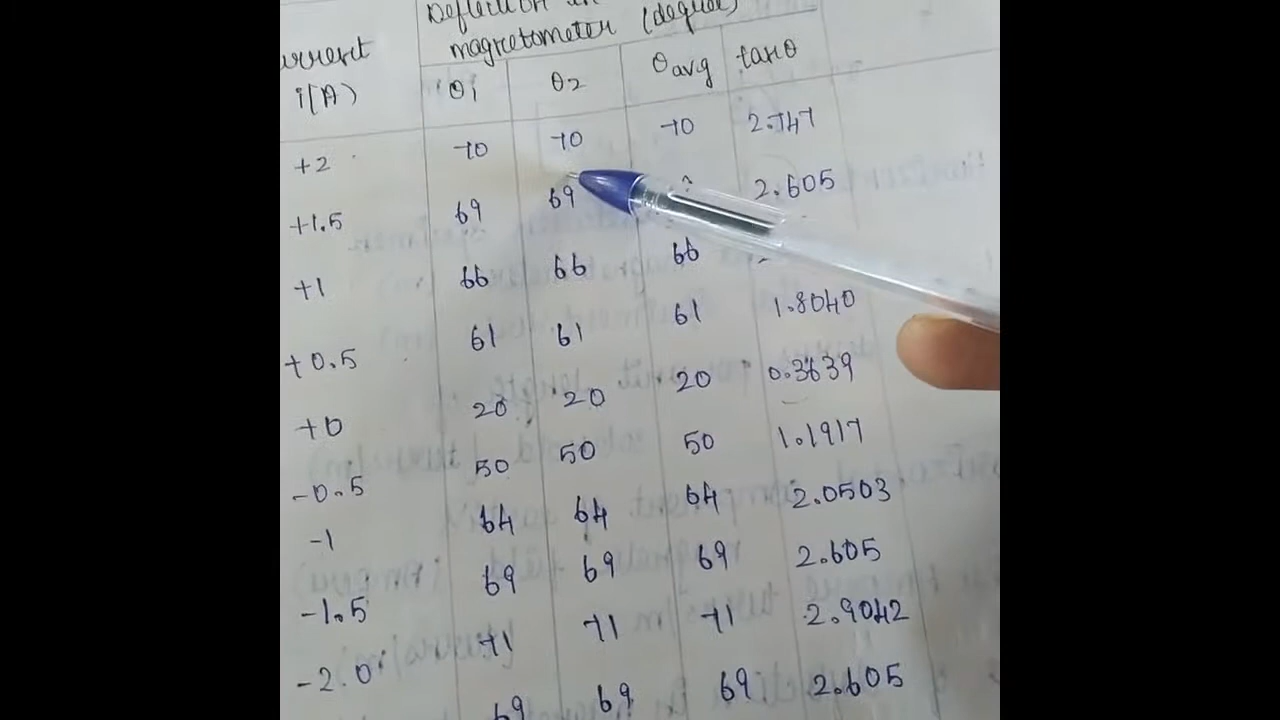 Deflection in
magnetometer (degree)
urrent
i(A)
θ1 θ2 θavg tanθ
+2 70 70 70 2.747
+1.5 69 69 2.605
+1 66 66 66
+0.5 61 61 61 1.8040
+0 20 20 20 0.3639
-0.5 50 50 50 1.1917
-1 64 64 64 2.0503
-1.5 69 69 69 2.605
-2.0 71 71 71 2.9042
69 69 69 2.605